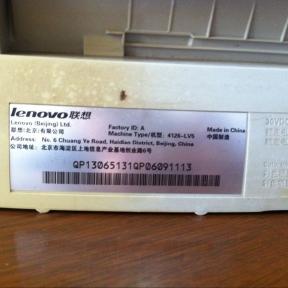 lenovo联想
Lenovo (Beijing) Ltd.
Factory ID: A
联想(北京)有限公司
Machine Type/机型: 4126-LV5
Made in China
中国制造
Address: No. 6 Chuang Ye Road, Haidian District, Beijing, China
地址: 北京市海淀区上地信息产业基地创业路6号
QP13065131QP06091113